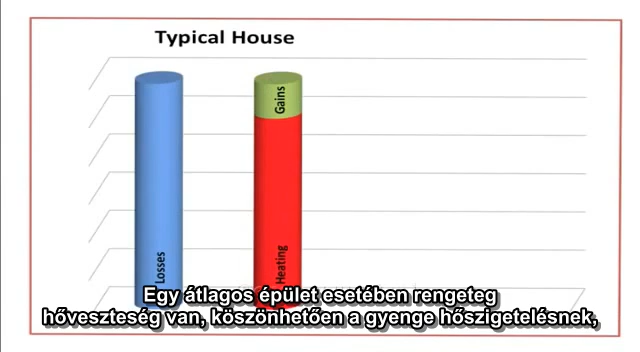 Typical House
Gains
Losses
Heating
Egy átlagos épület esetében rengeteg
hőveszteség van, köszönhetően a gyenge hőszigetelésnek,